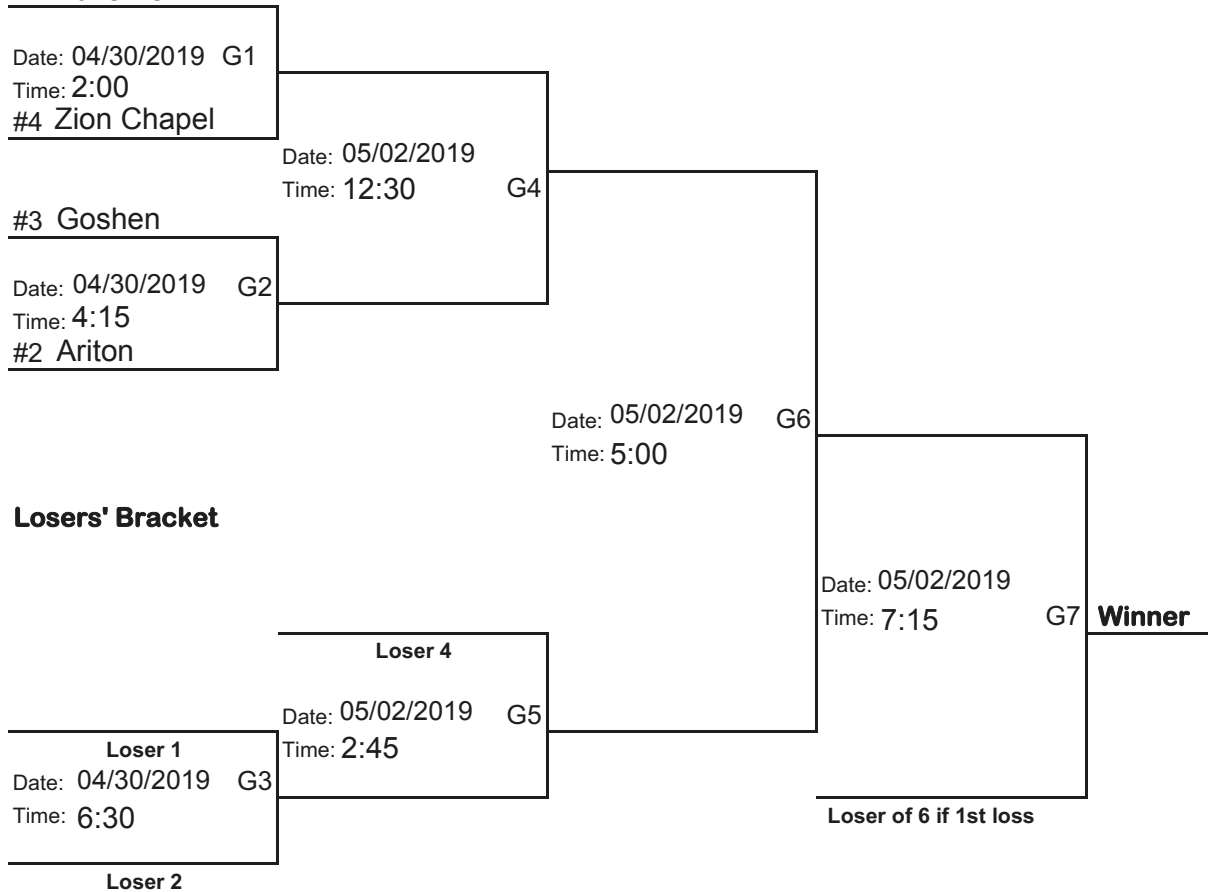 Date: 04/30/2019 G1
Time: 2:00
#4 Zion Chapel
Date: 05/02/2019
Time: 12:30 G4
#3 Goshen
Date: 04/30/2019 G2
Time: 4:15
#2 Ariton
Date: 05/02/2019 G6
Time: 5:00
Losers' Bracket
Date: 05/02/2019
Time: 7:15 G7 Winner
Loser 4
Date: 05/02/2019 G5
Time: 2:45
Loser 1
Date: 04/30/2019 G3
Time: 6:30
Loser of 6 if 1st loss
Loser 2